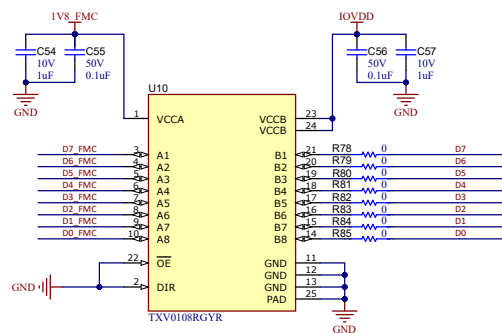 1V8_FMC
IOVDD
C54
10V
1uF
C55
50V
0.1uF
C56
50V
0.1uF
C57
10V
1uF
GND
GND
U10
1 VCCA
VCCB 23
VCCB 24
D7_FMC 3 A1 B1 21 R78 0 D7
D6_FMC 4 A2 B2 20 R79 0 D6
D5_FMC 5 A3 B3 19 R80 0 D5
D4_FMC 6 A4 B4 18 R81 0 D4
D3_FMC 7 A5 B5 17 R82 0 D3
D2_FMC 8 A6 B6 16 R83 0 D2
D1_FMC 9 A7 B7 15 R84 0 D1
D0_FMC 10 A8 B8 14 R85 0 D0
22 OE GND 11
GND 12
GND 2 DIR GND 13
PAD 25
TXV0108RGYR
GND